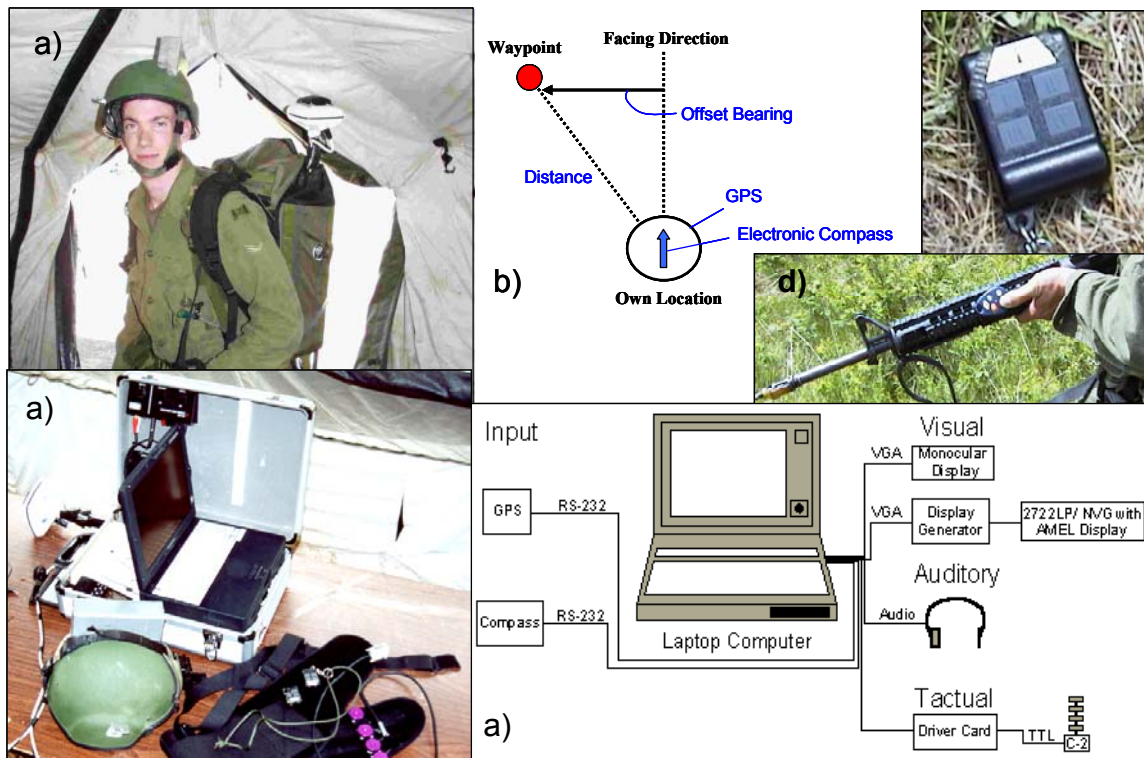 a)
Waypoint
Facing Direction
Offset Bearing
Distance
GPS
Electronic Compass
b)
Own Location
d)
a)
Input
GPS
RS-232
Compass
RS-232
Laptop Computer
Visual
VGA
Monocular
Display
VGA
Display
Generator
2722LP/ NVG with
AMEL Display
Auditory
Audio
Tactual
Driver Card
TTL
C-2
a)